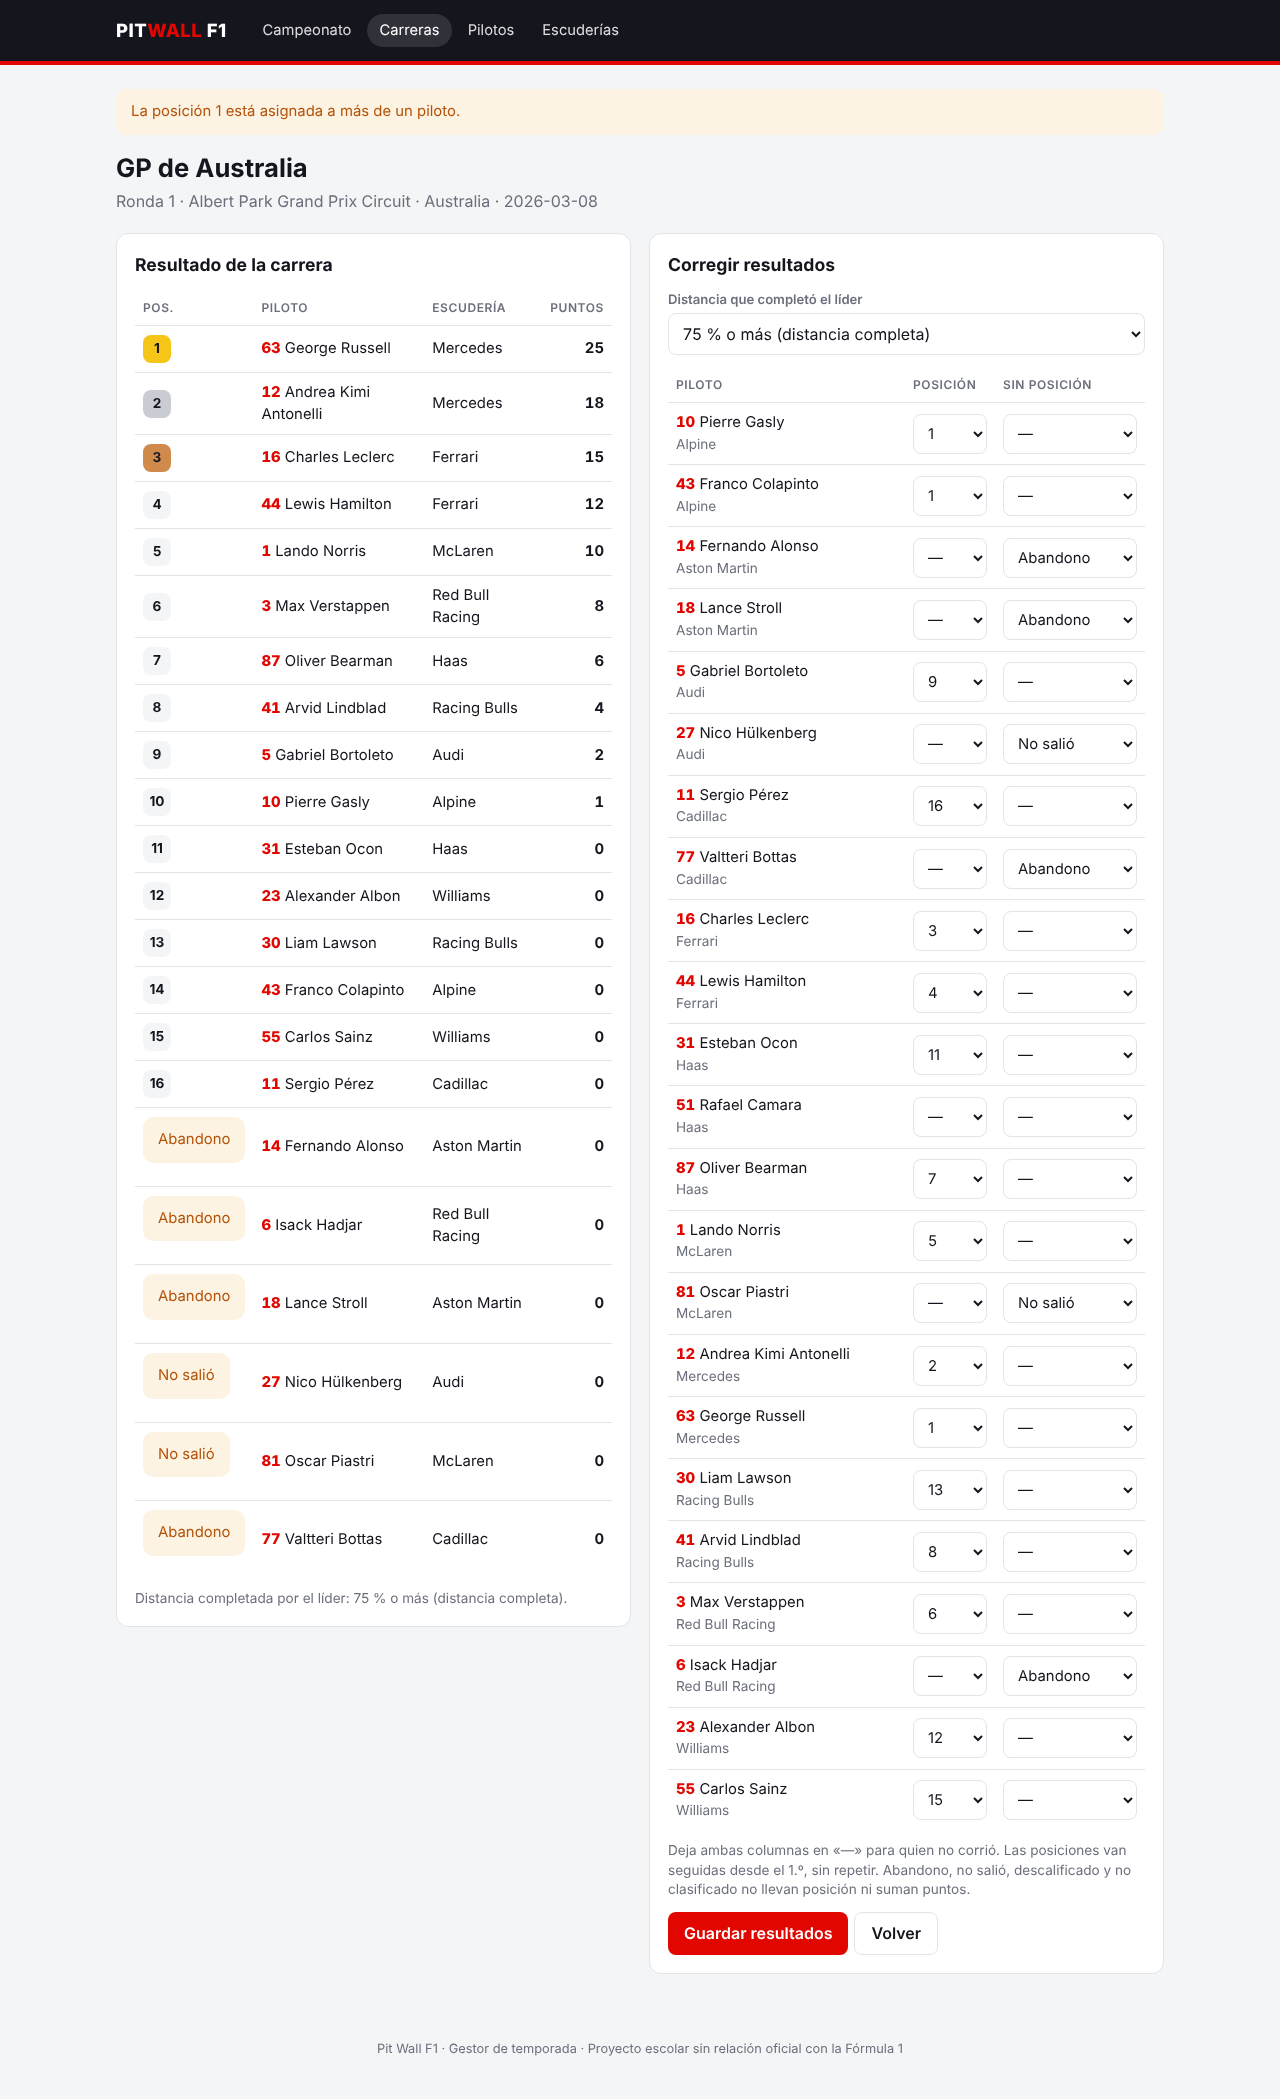 PITWALL F1 Campeonato Carreras Pilotos Escuderías
La posición 1 está asignada a más de un piloto.
GP de Australia
Ronda 1 · Albert Park Grand Prix Circuit · Australia · 2026-03-08
Resultado de la carrera
POS. PILOTO ESCUDERÍA PUNTOS
1 63 George Russell Mercedes 25
2 12 Andrea Kimi Antonelli Mercedes 18
3 16 Charles Leclerc Ferrari 15
4 44 Lewis Hamilton Ferrari 12
5 1 Lando Norris McLaren 10
6 3 Max Verstappen Red Bull Racing 8
7 87 Oliver Bearman Haas 6
8 41 Arvid Lindblad Racing Bulls 4
9 5 Gabriel Bortoleto Audi 2
10 10 Pierre Gasly Alpine 1
11 31 Esteban Ocon Haas 0
12 23 Alexander Albon Williams 0
13 30 Liam Lawson Racing Bulls 0
14 43 Franco Colapinto Alpine 0
15 55 Carlos Sainz Williams 0
16 11 Sergio Pérez Cadillac 0
Abandono 14 Fernando Alonso Aston Martin 0
Abandono 6 Isack Hadjar Red Bull Racing 0
Abandono 18 Lance Stroll Aston Martin 0
No salió 27 Nico Hülkenberg Audi 0
No salió 81 Oscar Piastri McLaren 0
Abandono 77 Valtteri Bottas Cadillac 0
Distancia completada por el líder: 75 % o más (distancia completa).
Corregir resultados
Distancia que completó el líder
75 % o más (distancia completa)
PILOTO POSICIÓN SIN POSICIÓN
10 Pierre Gasly 1 —
Alpine
43 Franco Colapinto 1 —
Alpine
14 Fernando Alonso — Abandono
Aston Martin
18 Lance Stroll — Abandono
Aston Martin
5 Gabriel Bortoleto 9 —
Audi
27 Nico Hülkenberg — No salió
Audi
11 Sergio Pérez 16 —
Cadillac
77 Valtteri Bottas — Abandono
Cadillac
16 Charles Leclerc 3 —
Ferrari
44 Lewis Hamilton 4 —
Ferrari
31 Esteban Ocon 11 —
Haas
51 Rafael Camara — —
Haas
87 Oliver Bearman 7 —
Haas
1 Lando Norris 5 —
McLaren
81 Oscar Piastri — No salió
McLaren
12 Andrea Kimi Antonelli 2 —
Mercedes
63 George Russell 1 —
Mercedes
30 Liam Lawson 13 —
Racing Bulls
41 Arvid Lindblad 8 —
Racing Bulls
3 Max Verstappen 6 —
Red Bull Racing
6 Isack Hadjar — Abandono
Red Bull Racing
23 Alexander Albon 12 —
Williams
55 Carlos Sainz 15 —
Williams
Deja ambas columnas en «—» para quien no corrió. Las posiciones van
seguidas desde el 1.º, sin repetir. Abandono, no salió, descalificado y no
clasificado no llevan posición ni suman puntos.
Guardar resultados Volver
Pit Wall F1 · Gestor de temporada · Proyecto escolar sin relación oficial con la Fórmula 1